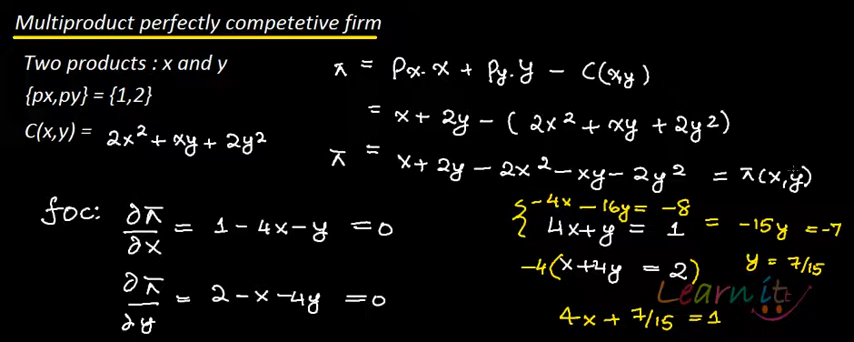 Multiproduct perfectly competetive firm
Two products : x and y
{px,py} = {1,2}
C(x,y) = 2x² + xy + 2y²
π = Px.x + Py.y − C(x,y)
= x + 2y − (2x² + xy + 2y²)
π = x + 2y − 2x² − xy − 2y² = π(x,y)
foc: ∂π/∂x = 1 − 4x − y = 0
∂π/∂y = 2 − x − 4y = 0
{ −4x − 16y = −8
4x + y = 1 = −15y = −7
−4(x + 4y = 2) y = 7/15
4x + 7/15 = 1
Learnitt